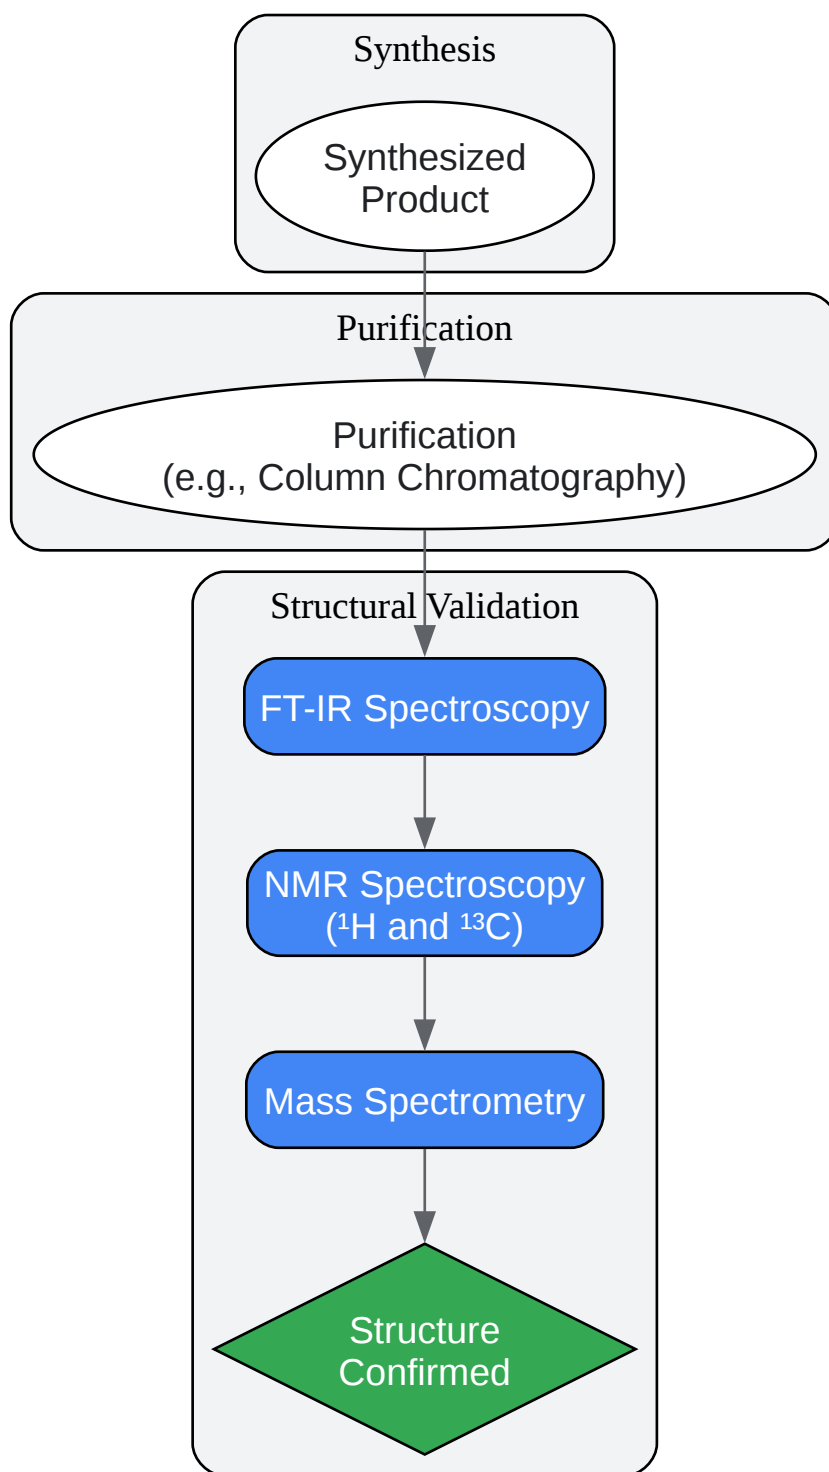 Synthesis
Synthesized
Product
Purification
Purification
(e.g., Column Chromatography)
Structural Validation
FT-IR Spectroscopy
NMR Spectroscopy
(¹H and ¹³C)
Mass Spectrometry
Structure
Confirmed